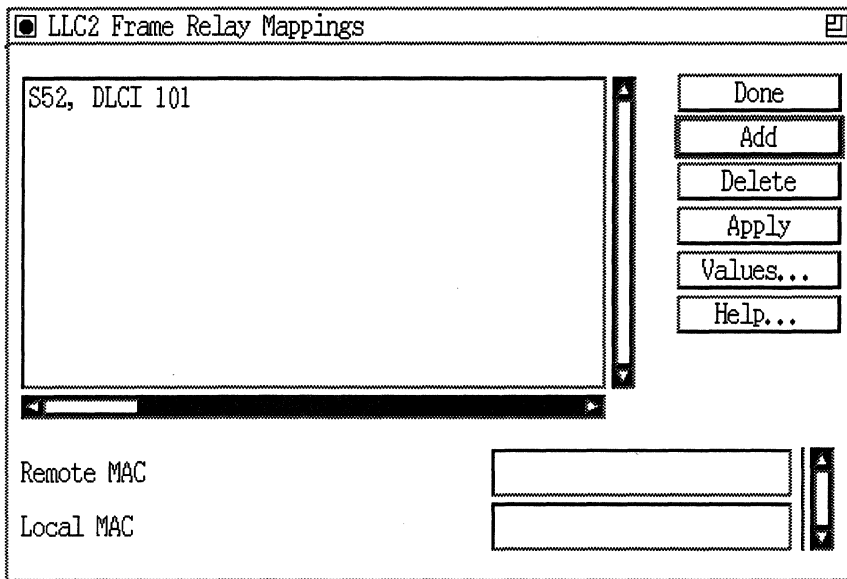 LLC2 Frame Relay Mappings
S52, DLCI 101
Done
Add
Delete
Apply
Values...
Help...
Remote MAC
Local MAC